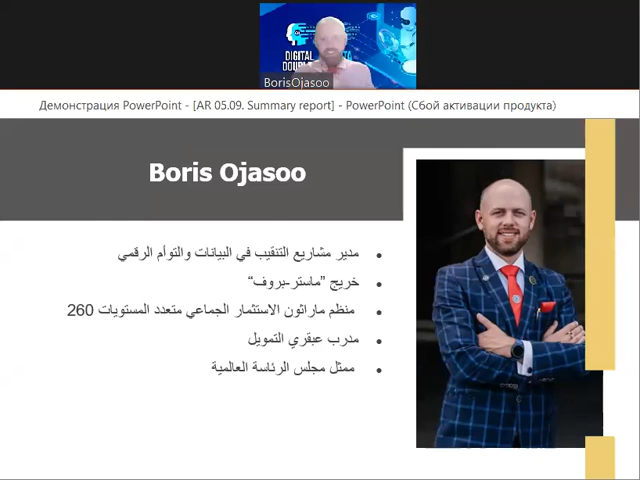 DIGITAL
BorisOjasoo
Демонстрация PowerPoint - [AR 05.09. Summary report] - PowerPoint (Сбой активации продукта)
Boris Ojasoo
مدير مشاريع التنقيب في البيانات والتوأم الرقمي
خريج ”ماستر-بروف“
منظم ماراثون الاستثمار الجماعي متعدد المستويات 260
مدرب عبقري التمويل
ممثل مجلس الرئاسة العالمية